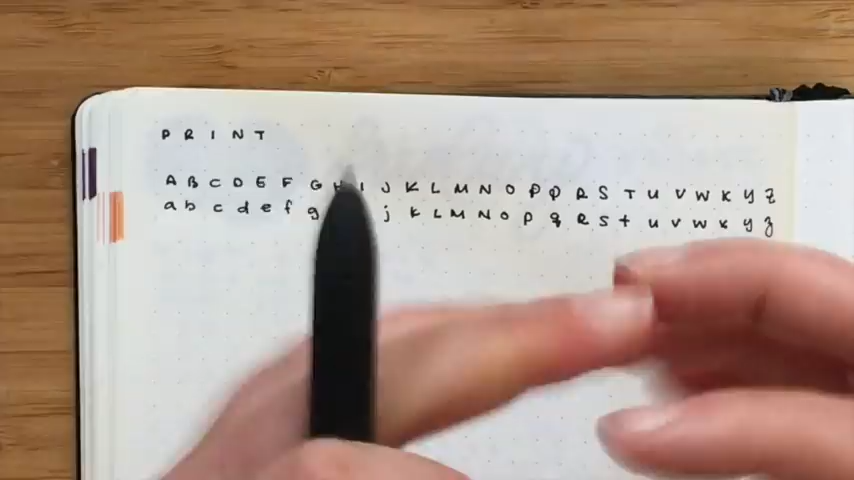 PRINT
A B C D E F G H I J K L M N O P Q R S T U V W K Y Z
a b c d e f g j k L M N O P q R S t u v w k y z